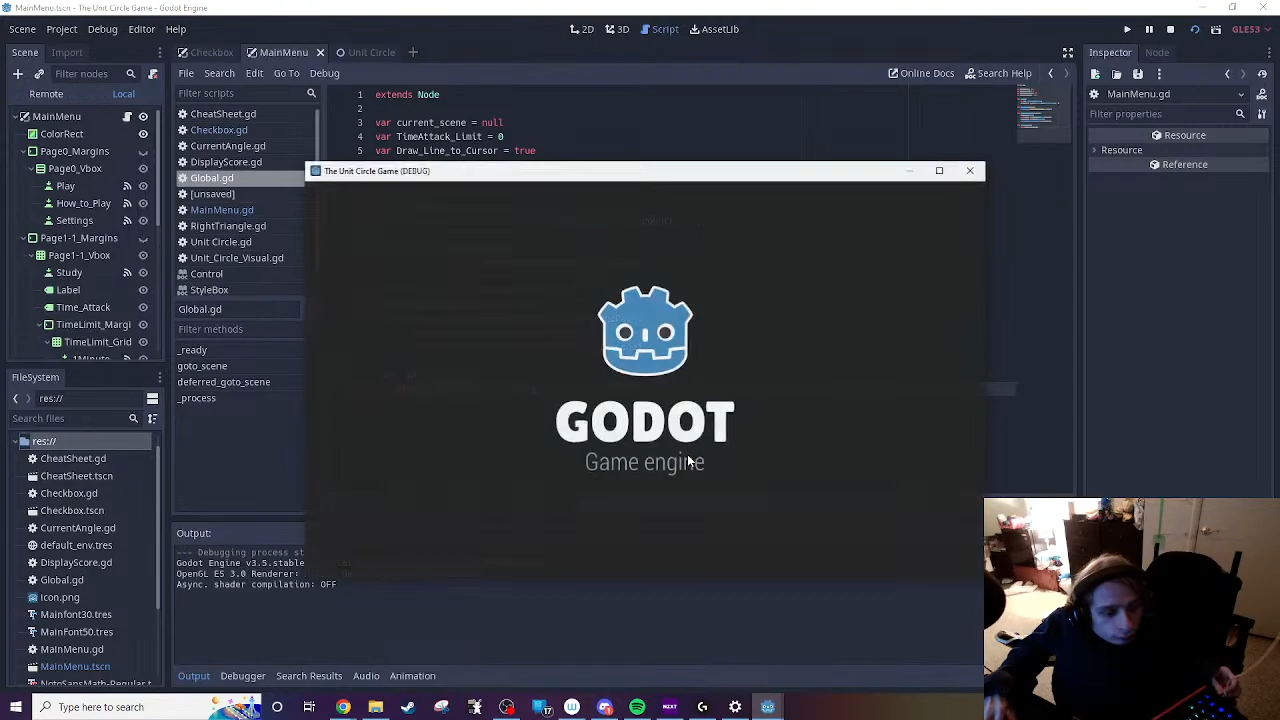 MainMenu.tscn - The Unit Circle Game - Godot Engine
Scene Project Debug Editor Help
2D 3D Script AssetLib
GLES3
Scene Import
Checkbox MainMenu Unit Circle
Inspector Node
Filter nodes
File Search Edit Go To Debug
Online Docs Search Help
Remote Local
Filter scripts
MainMenu.gd
Filter properties
Resource
Resource
Reference
MainMenu
ColorRect
Page0_Margins
Page0_Vbox
Play
How_to_Play
Settings
Page1-1_Margins
Page1-1_Vbox
Study
Label
Time_Attack
TimeLimit_Margi
TimeLimit_Grid
CheatSheet.gd
Checkbox.gd
CurrentAngle.gd
DisplayScore.gd
Global.gd
[unsaved]
MainMenu.gd
RightTriangle.gd
Unit Circle.gd
Unit_Circle_Visual.gd
Control
StyleBox
Global.gd
Filter methods
_ready
goto_scene
deferred_goto_scene
_process
1 extends Node
2
3 var current_scene = null
4 var TimeAttack_Limit = 0
5 var Draw_Line_to_Cursor = true
The Unit Circle Game (DEBUG)
GODOT
Game engine
FileSystem
res://
Search files
res://
CheatSheet.gd
CheatSheet.tscn
Checkbox.gd
Checkbox.tscn
CurrentAngle.gd
default_env.tres
DisplayScore.gd
Global.gd
icon.png
Mainfont30.tres
MainFont50.tres
MainMenu.gd
MainMenu.tscn
NotoSansMath-Regular.t
Output:
--- Debugging process st
Godot Engine v3.5.stable
OpenGL ES 3.0 Renderer:
Async. shader compilation: OFF
Output Debugger Search Results Audio Animation
Type here to search